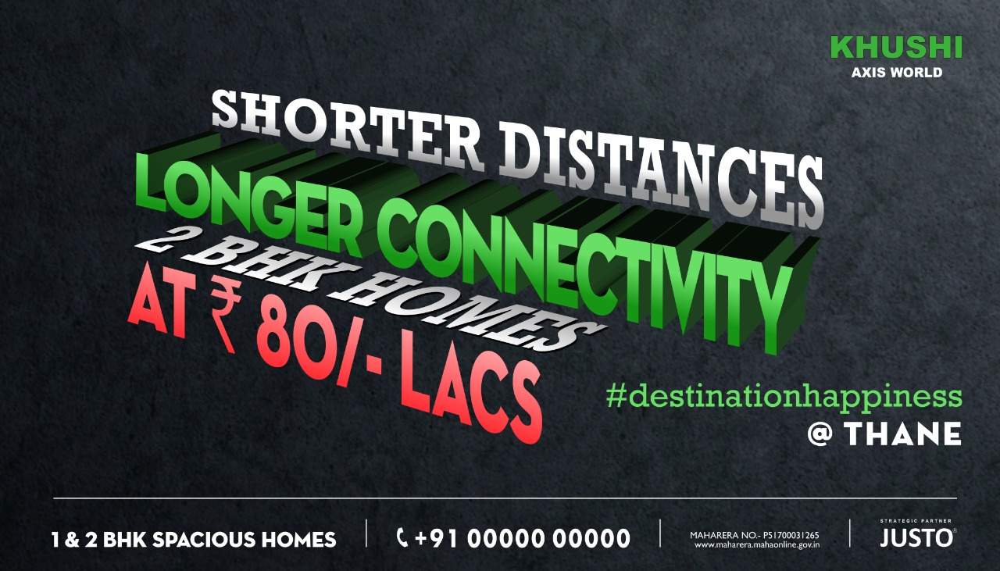 KHUSHI
AXIS WORLD
SHORTER DISTANCES
LONGER CONNECTIVITY
2 BHK HOMES
AT ₹ 80/- LACS
#destinationhappiness
@ THANE
1 & 2 BHK SPACIOUS HOMES
+91 00000 00000
MAHARERA NO.- P51700031265
www.maharera.mahaonline.gov.in
STRATEGIC PARTNER
JUSTO®